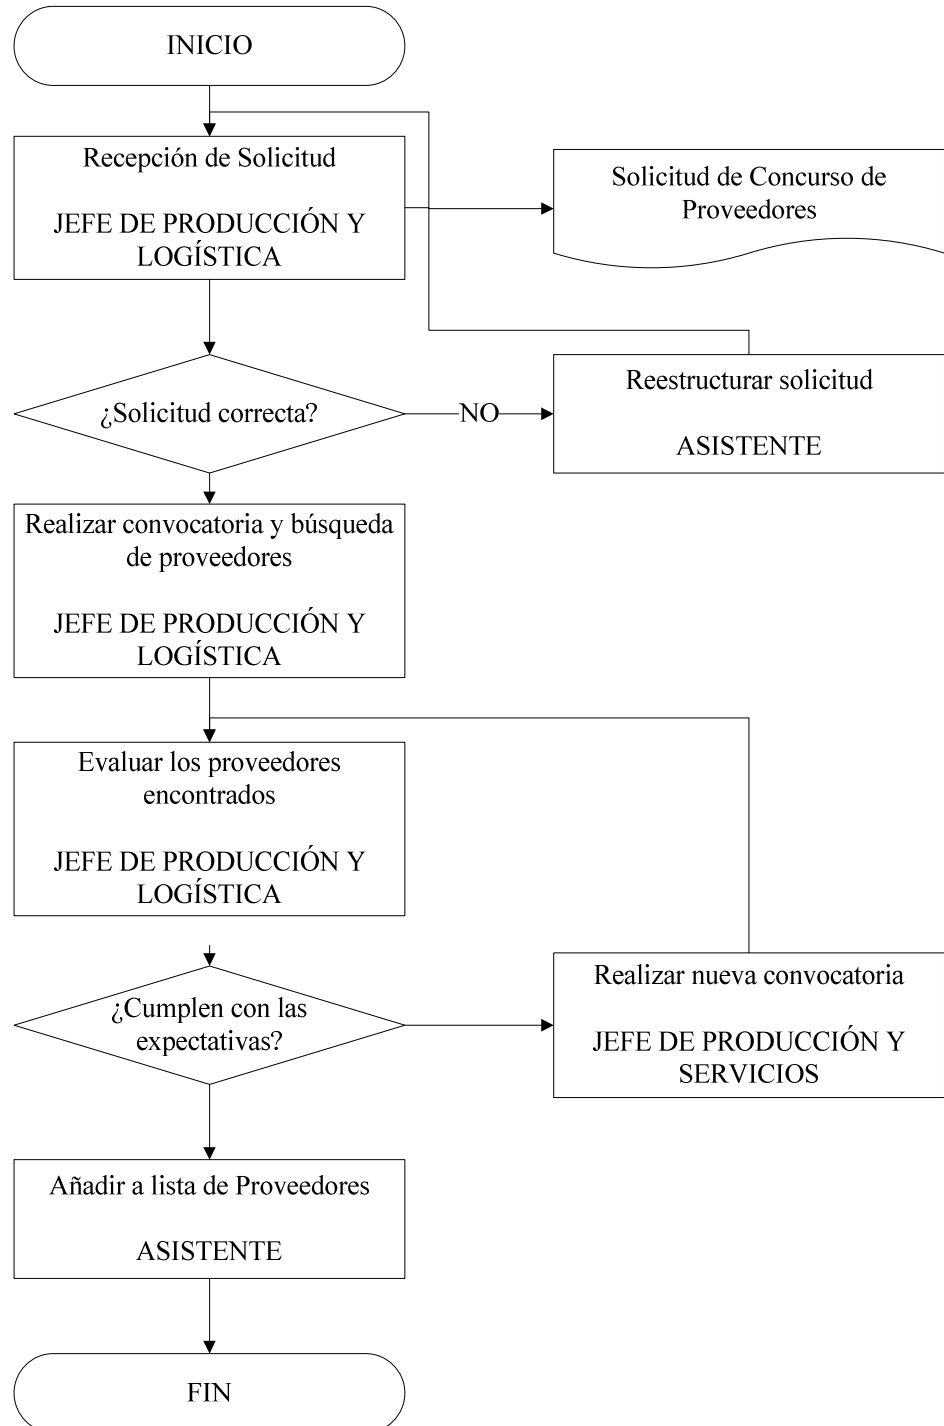 INICIO
Recepción de Solicitud
JEFE DE PRODUCCIÓN Y
LOGÍSTICA
Solicitud de Concurso de
Proveedores
¿Solicitud correcta?
NO
Reestructurar solicitud
ASISTENTE
Realizar convocatoria y búsqueda
de proveedores
JEFE DE PRODUCCIÓN Y
LOGÍSTICA
Evaluar los proveedores
encontrados
JEFE DE PRODUCCIÓN Y
LOGÍSTICA
¿Cumplen con las
expectativas?
Realizar nueva convocatoria
JEFE DE PRODUCCIÓN Y
SERVICIOS
Añadir a lista de Proveedores
ASISTENTE
FIN